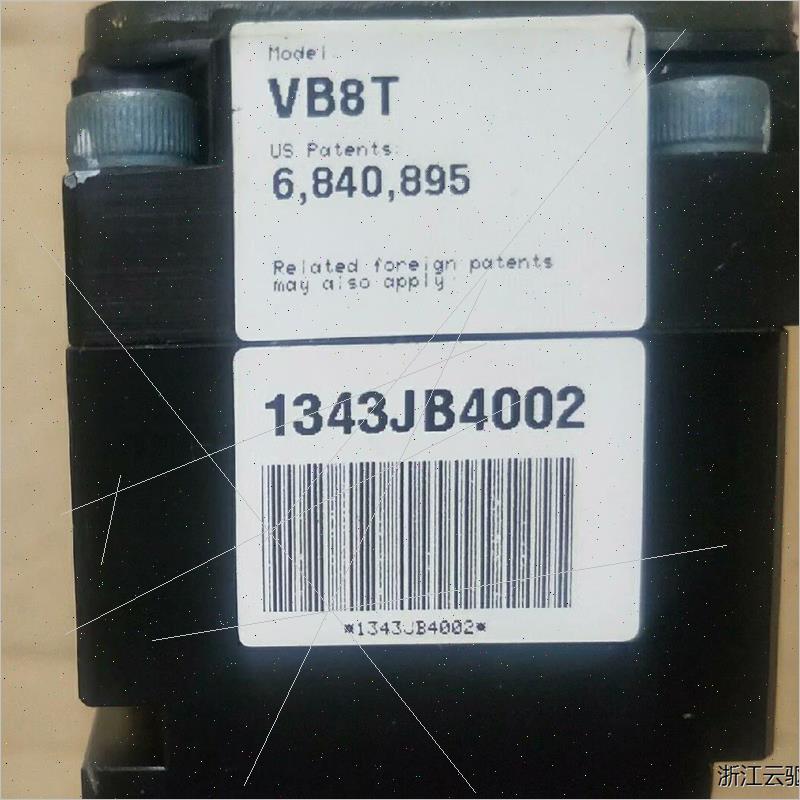 Model
VB8T
US Patents:
6,840,895
Related foreign patents
may also apply
1343JB4002
*1343JB4002*
浙江云驱